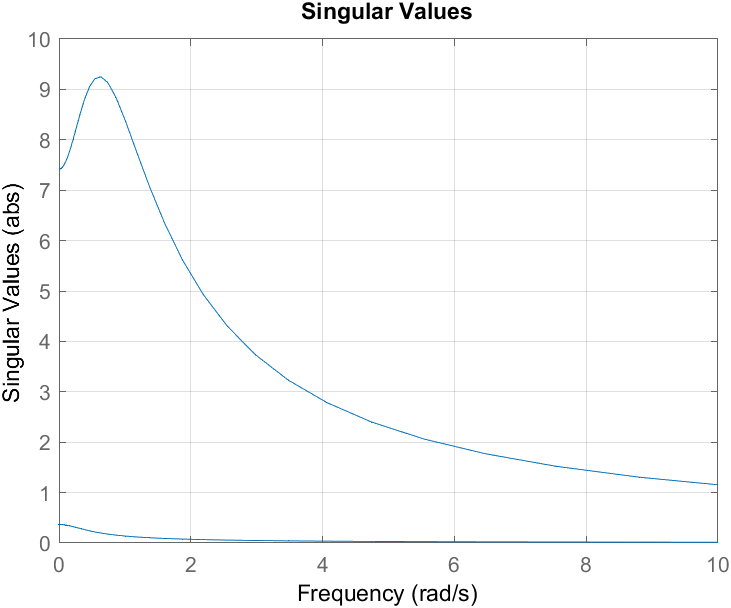 Singular Values
10
9
8
7
6
5
4
3
2
1
0
Singular Values (abs)
0 2 4 6 8 10
Frequency (rad/s)